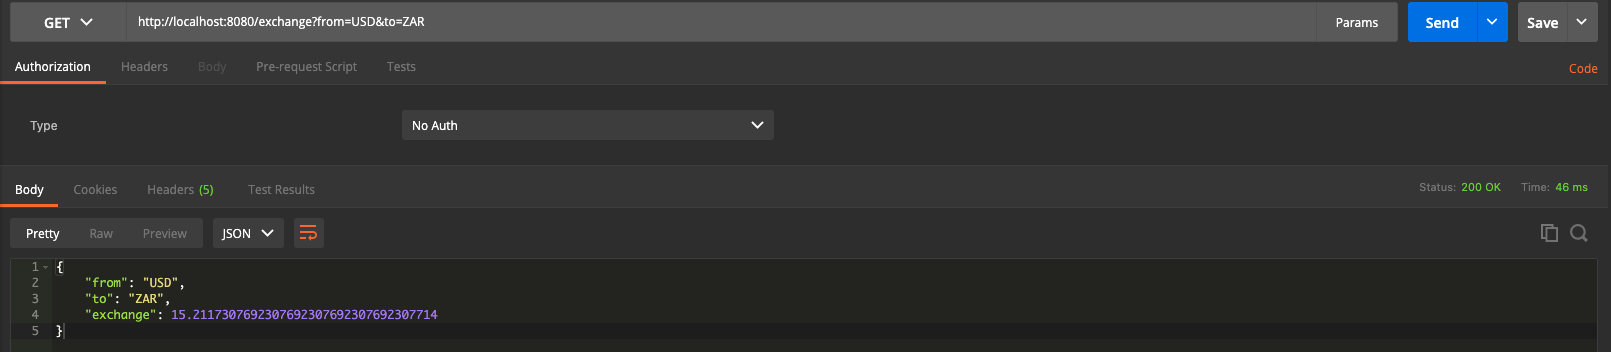 GET http://localhost:8080/exchange?from=USD&to=ZAR Params Send Save
Authorization Headers Body Pre-request Script Tests Code
Type No Auth
Body Cookies Headers (5) Test Results Status: 200 OK Time: 46 ms
Pretty Raw Preview JSON
1 {
2 "from": "USD",
3 "to": "ZAR",
4 "exchange": 15.2117307692307692307692307692307714
5 }